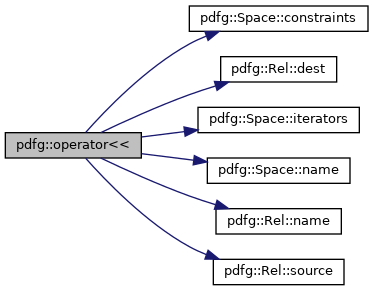 pdfg::Space::constraints
pdfg::Rel::dest
pdfg::Space::iterators
pdfg::operator<<
pdfg::Space::name
pdfg::Rel::name
pdfg::Rel::source